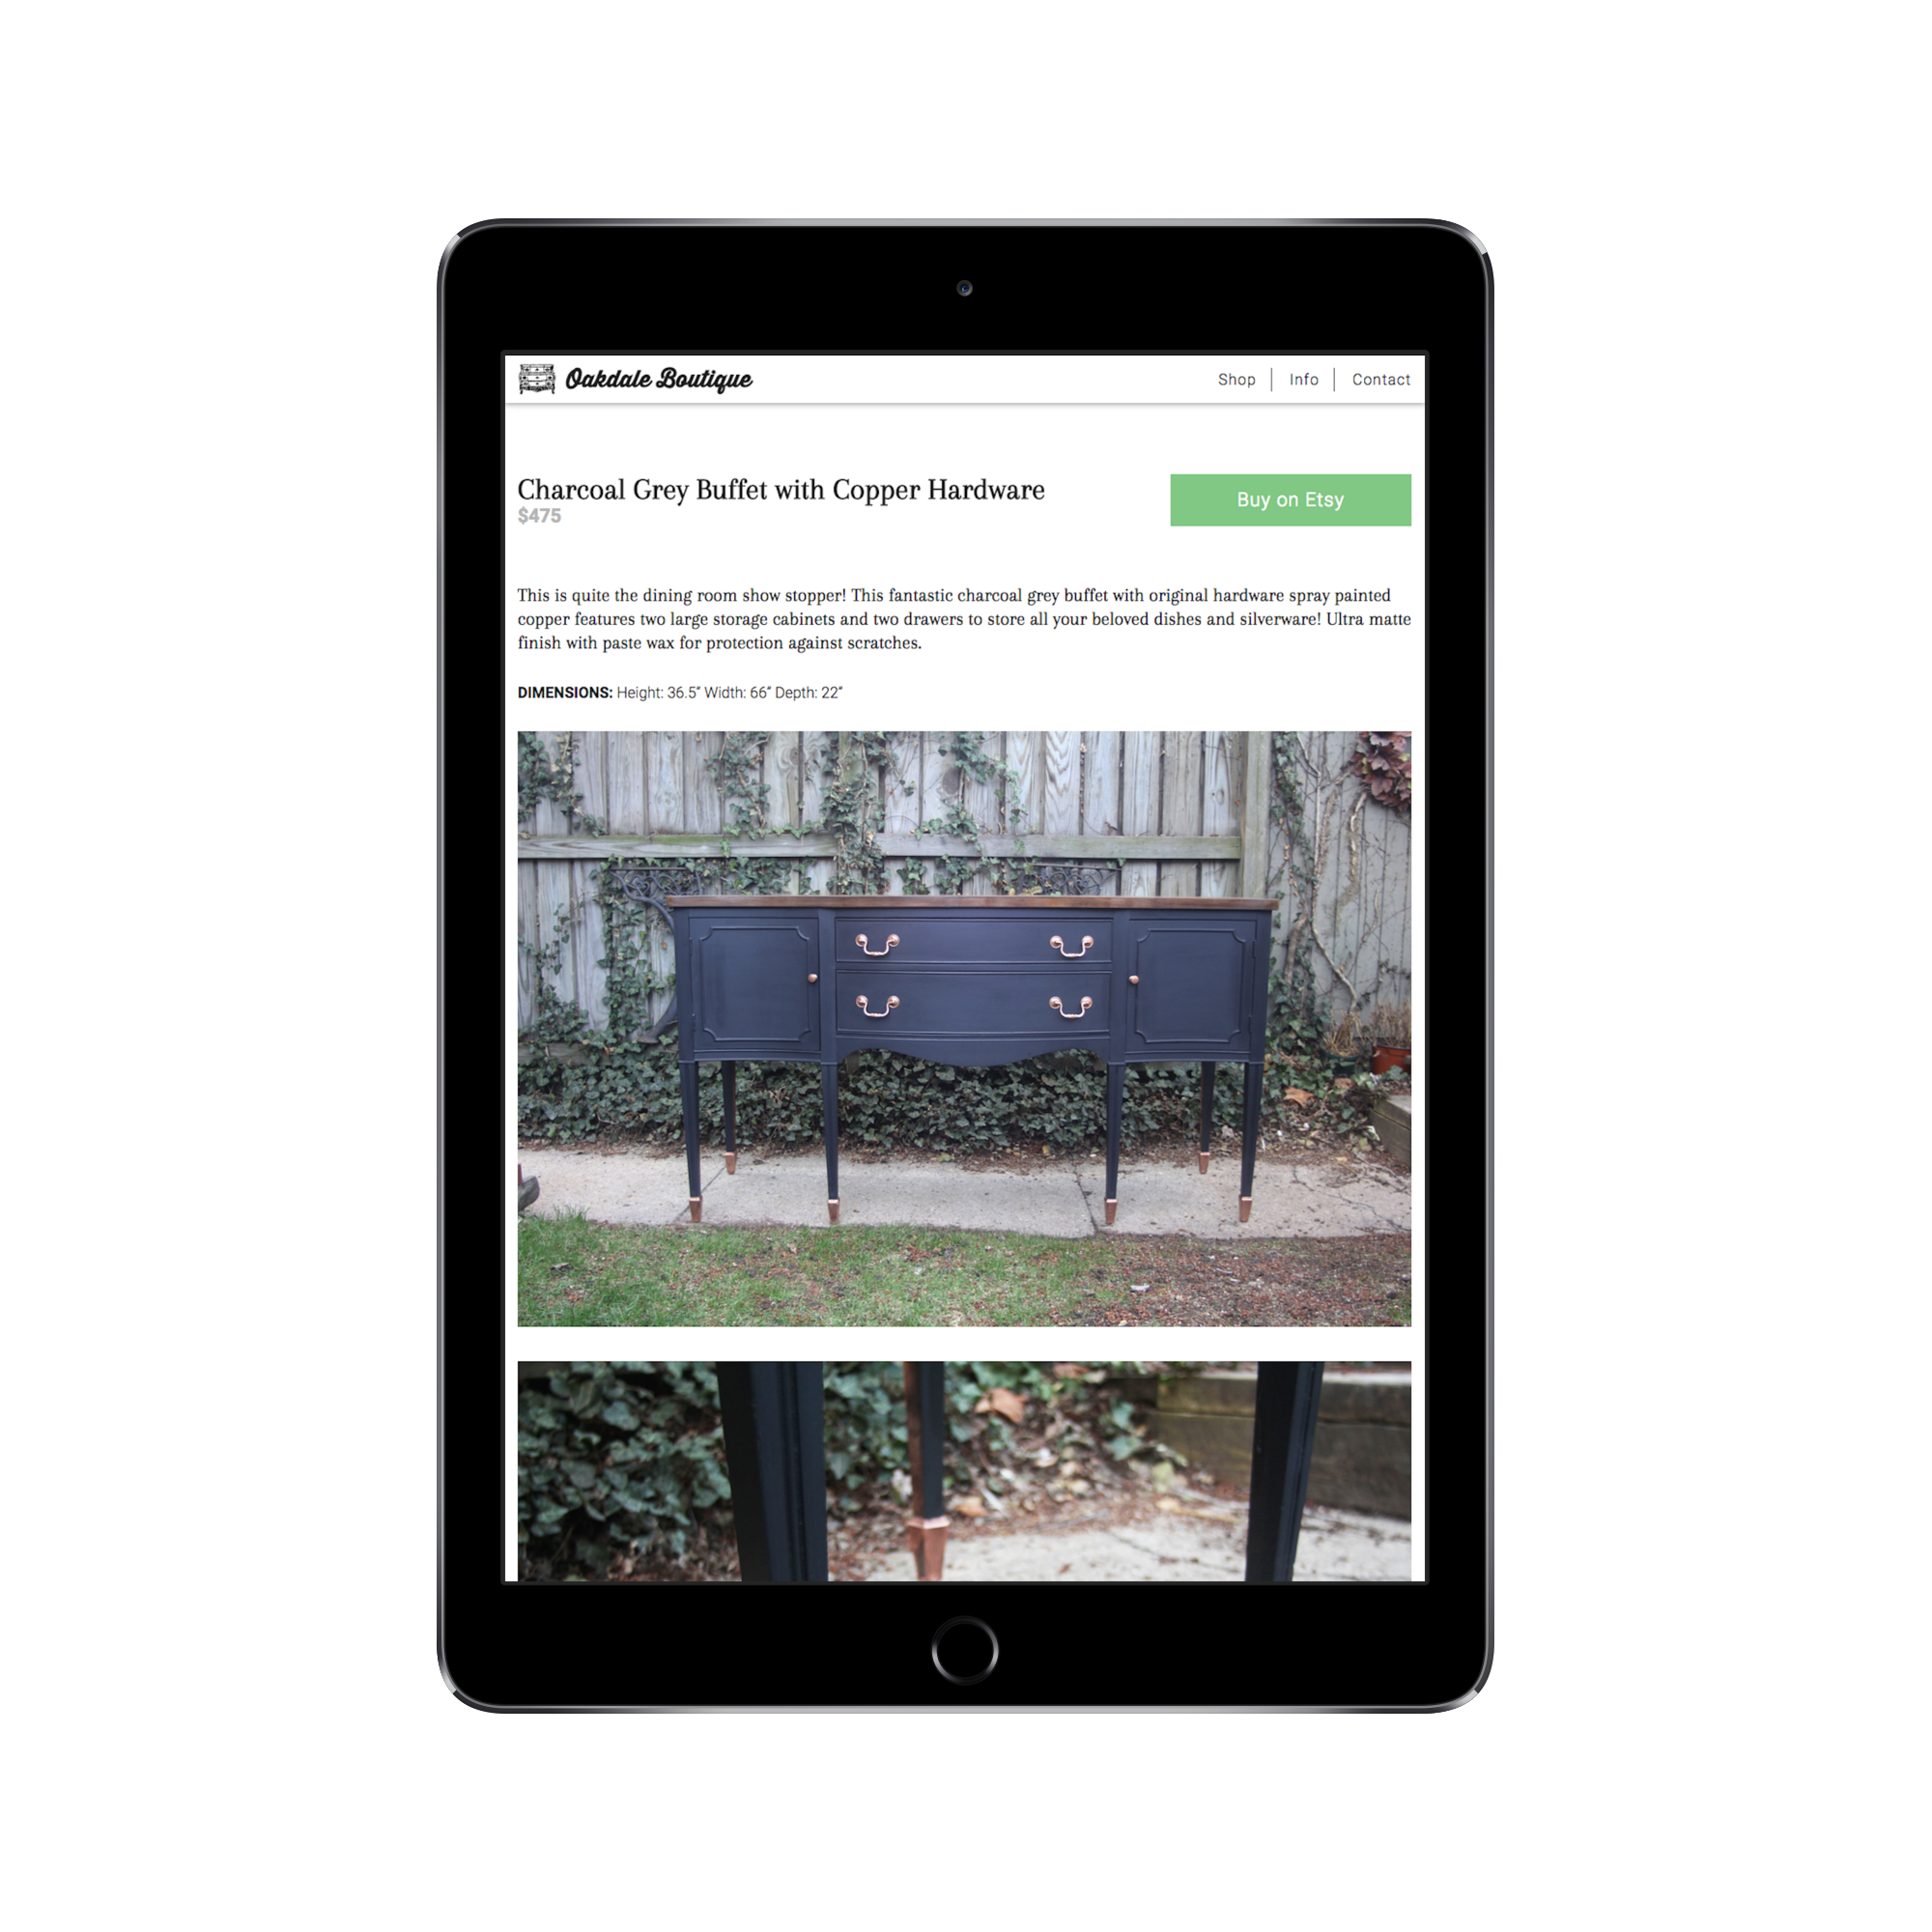 Oakdale Boutique
Shop
Info
Contact
Charcoal Grey Buffet with Copper Hardware
$475
Buy on Etsy
This is quite the dining room show stopper! This fantastic charcoal grey buffet with original hardware spray painted
copper features two large storage cabinets and two drawers to store all your beloved dishes and silverware! Ultra matte
finish with paste wax for protection against scratches.
DIMENSIONS: Height: 36.5” Width: 66” Depth: 22”